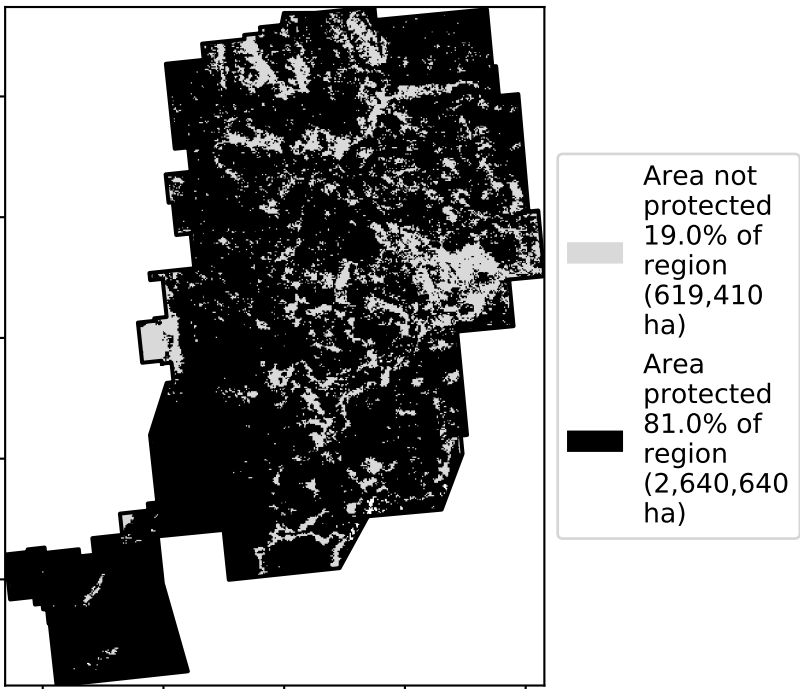 Area not
protected
19.0% of
region
(619,410
ha)
Area
protected
81.0% of
region
(2,640,640
ha)